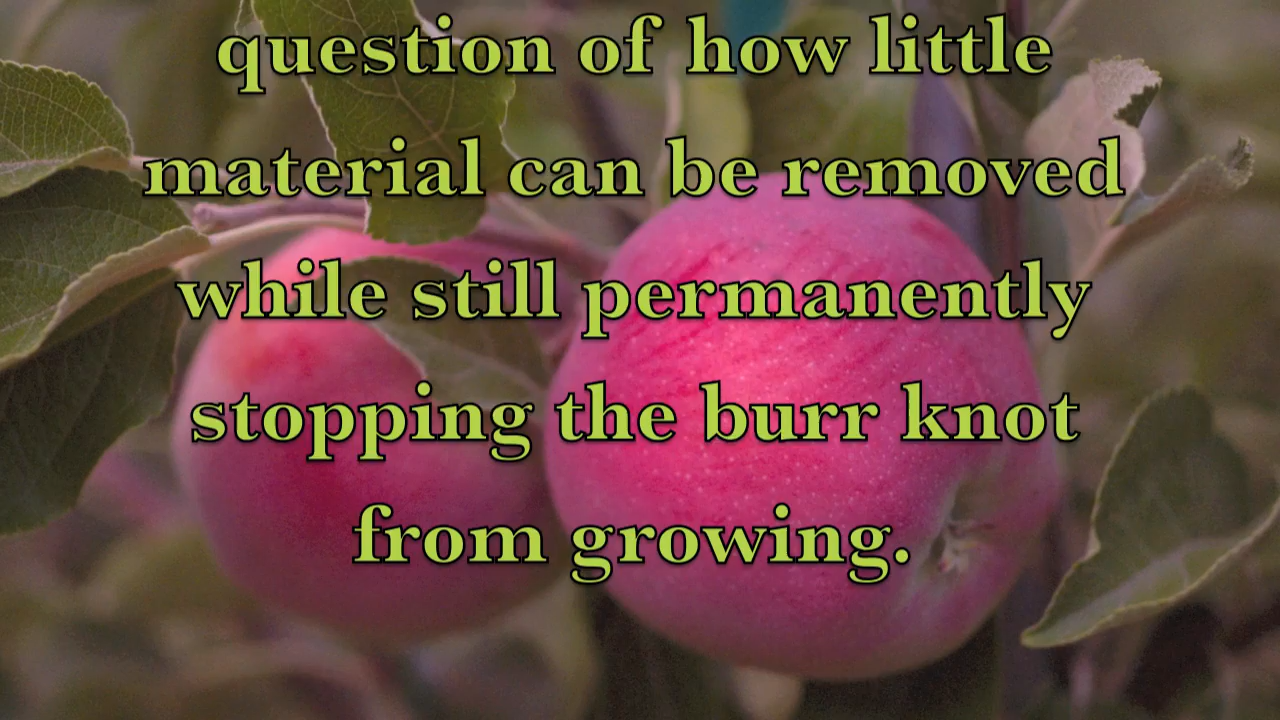 question of how little
material can be removed
while still permanently
stopping the burr knot
from growing.